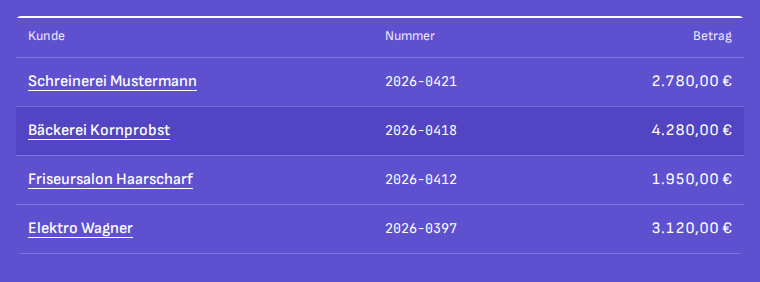 Kunde Nummer Betrag
Schreinerei Mustermann 2026-0421 2.780,00 €
Bäckerei Kornprobst 2026-0418 4.280,00 €
Friseursalon Haarscharf 2026-0412 1.950,00 €
Elektro Wagner 2026-0397 3.120,00 €